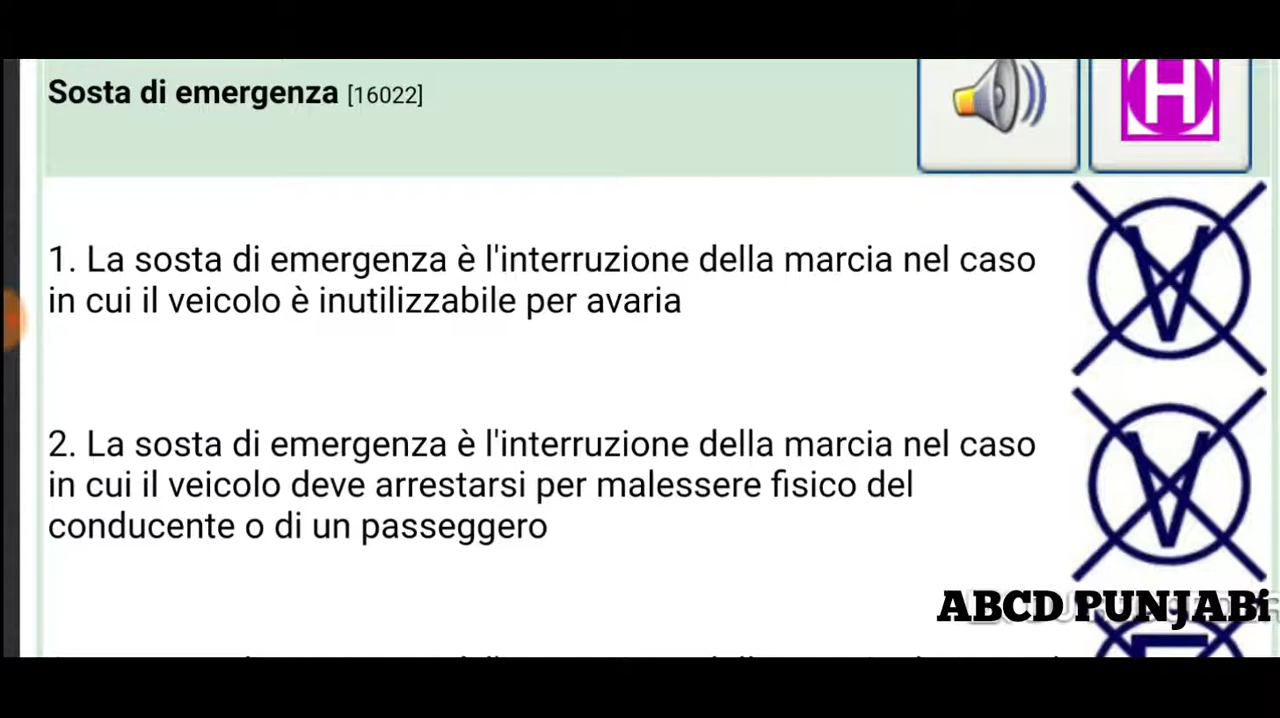 Sosta di emergenza [16022]
H
1. La sosta di emergenza è l'interruzione della marcia nel caso
in cui il veicolo è inutilizzabile per avaria
V
2. La sosta di emergenza è l'interruzione della marcia nel caso
in cui il veicolo deve arrestarsi per malessere fisico del
conducente o di un passeggero
V
ABCD PUNJABi